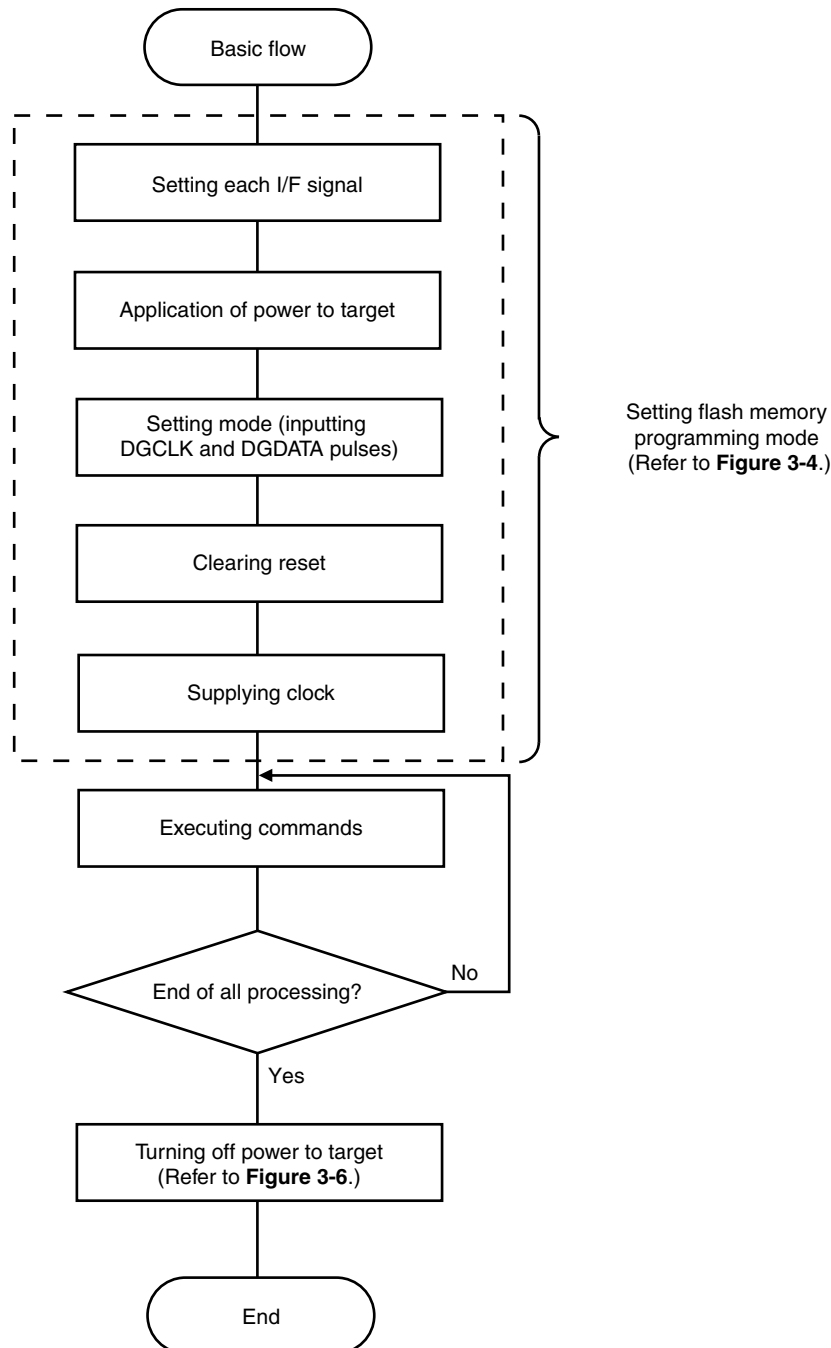 Basic flow
Setting each I/F signal
Application of power to target
Setting mode (inputting
DGCLK and DGDATA pulses)
Setting flash memory
programming mode
(Refer to Figure 3-4.)
Clearing reset
Supplying clock
Executing commands
No
End of all processing?
Yes
Turning off power to target
(Refer to Figure 3-6.)
End